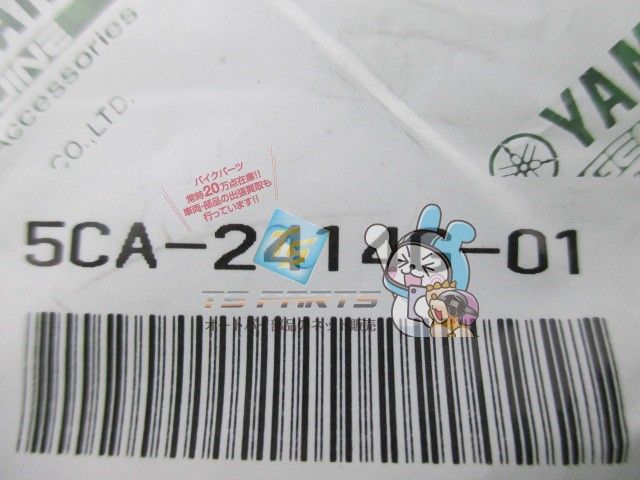 Accessories
CO.,LTD.
バイクパーツ
常時20万点在庫!!
車両・部品の出張買取も
行っています!!
5CA-2414 -01
TS PARTS
オートバイ部品のネット販売